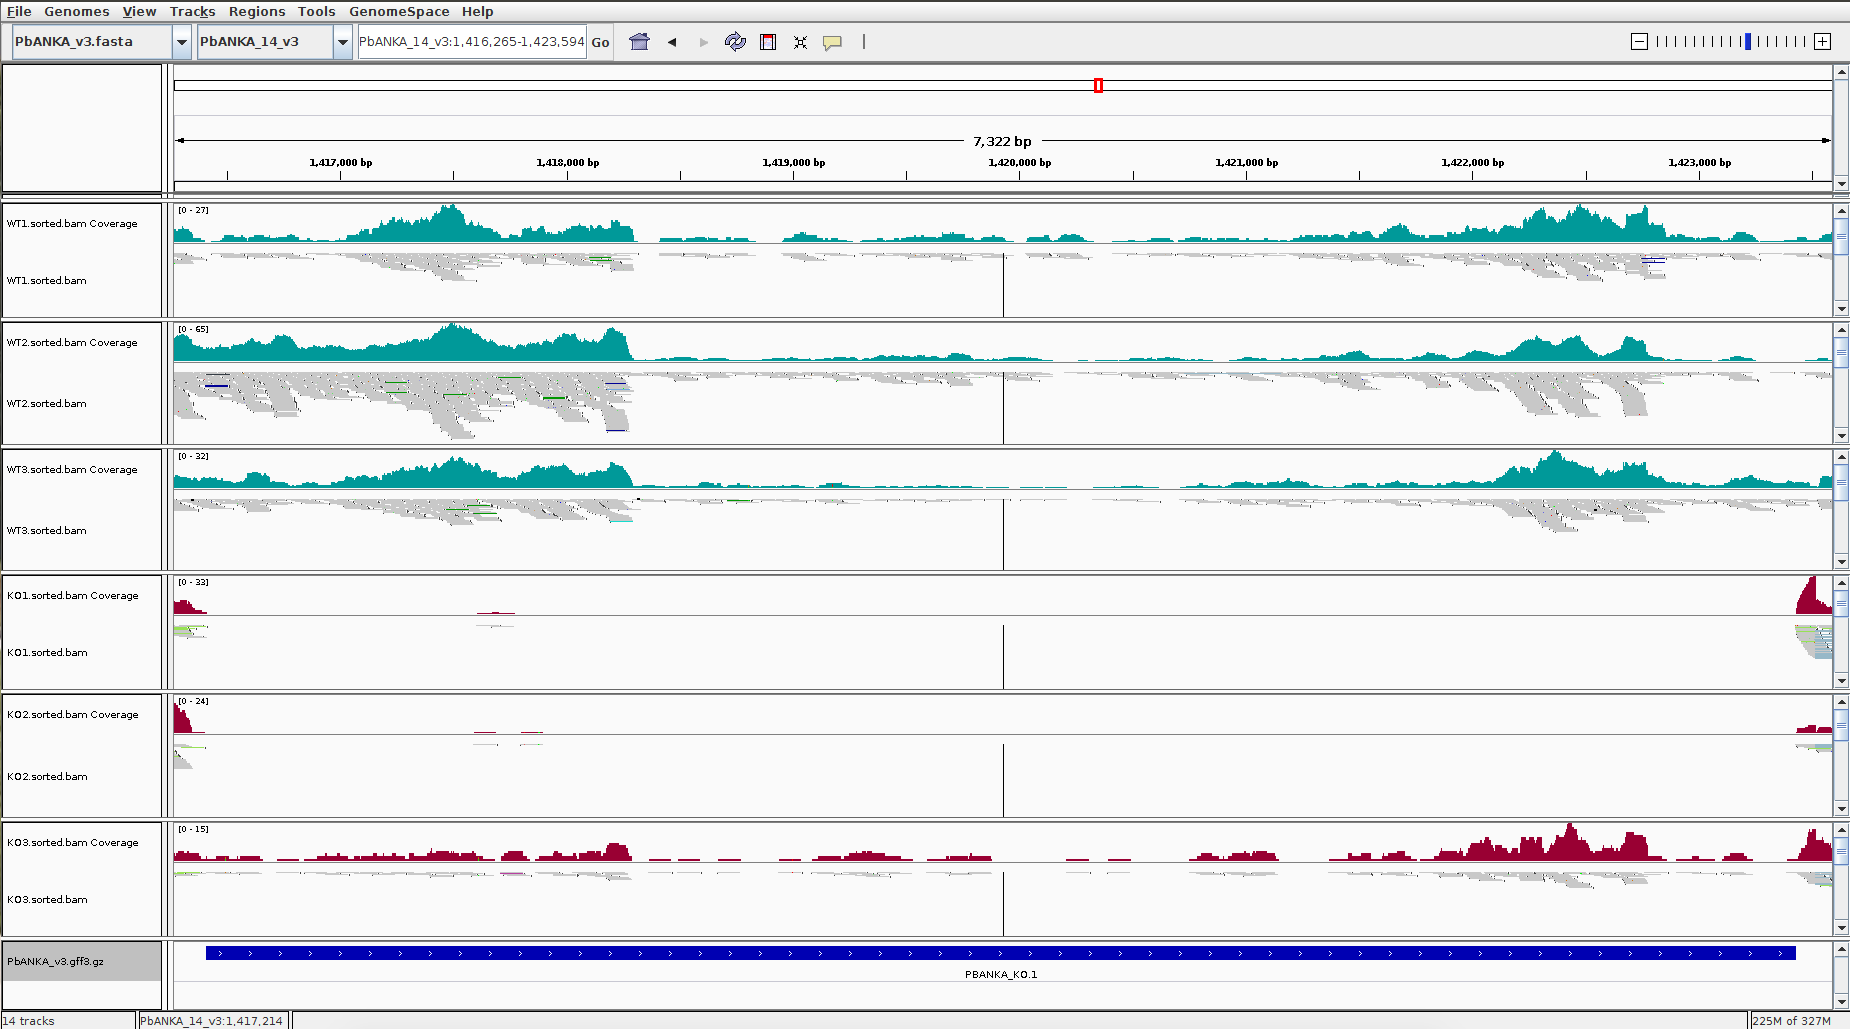 File Genomes View Tracks Regions Tools GenomeSpace Help
PbANKA_v3.fasta PbANKA_14_v3 PbANKA_14_v3:1,416,265-1,423,594 Go
7,322 bp
1,417,000 bp 1,418,000 bp 1,419,000 bp 1,420,000 bp 1,421,000 bp 1,422,000 bp 1,423,000 bp
[0 - 27]
WT1.sorted.bam Coverage
WT1.sorted.bam
[0 - 65]
WT2.sorted.bam Coverage
WT2.sorted.bam
[0 - 32]
WT3.sorted.bam Coverage
WT3.sorted.bam
[0 - 33]
KO1.sorted.bam Coverage
KO1.sorted.bam
[0 - 24]
KO2.sorted.bam Coverage
KO2.sorted.bam
[0 - 15]
KO3.sorted.bam Coverage
KO3.sorted.bam
PbANKA_v3.gff3.gz
PBANKA_KO.1
14 tracks PbANKA_14_v3:1,417,214 225M of 327M